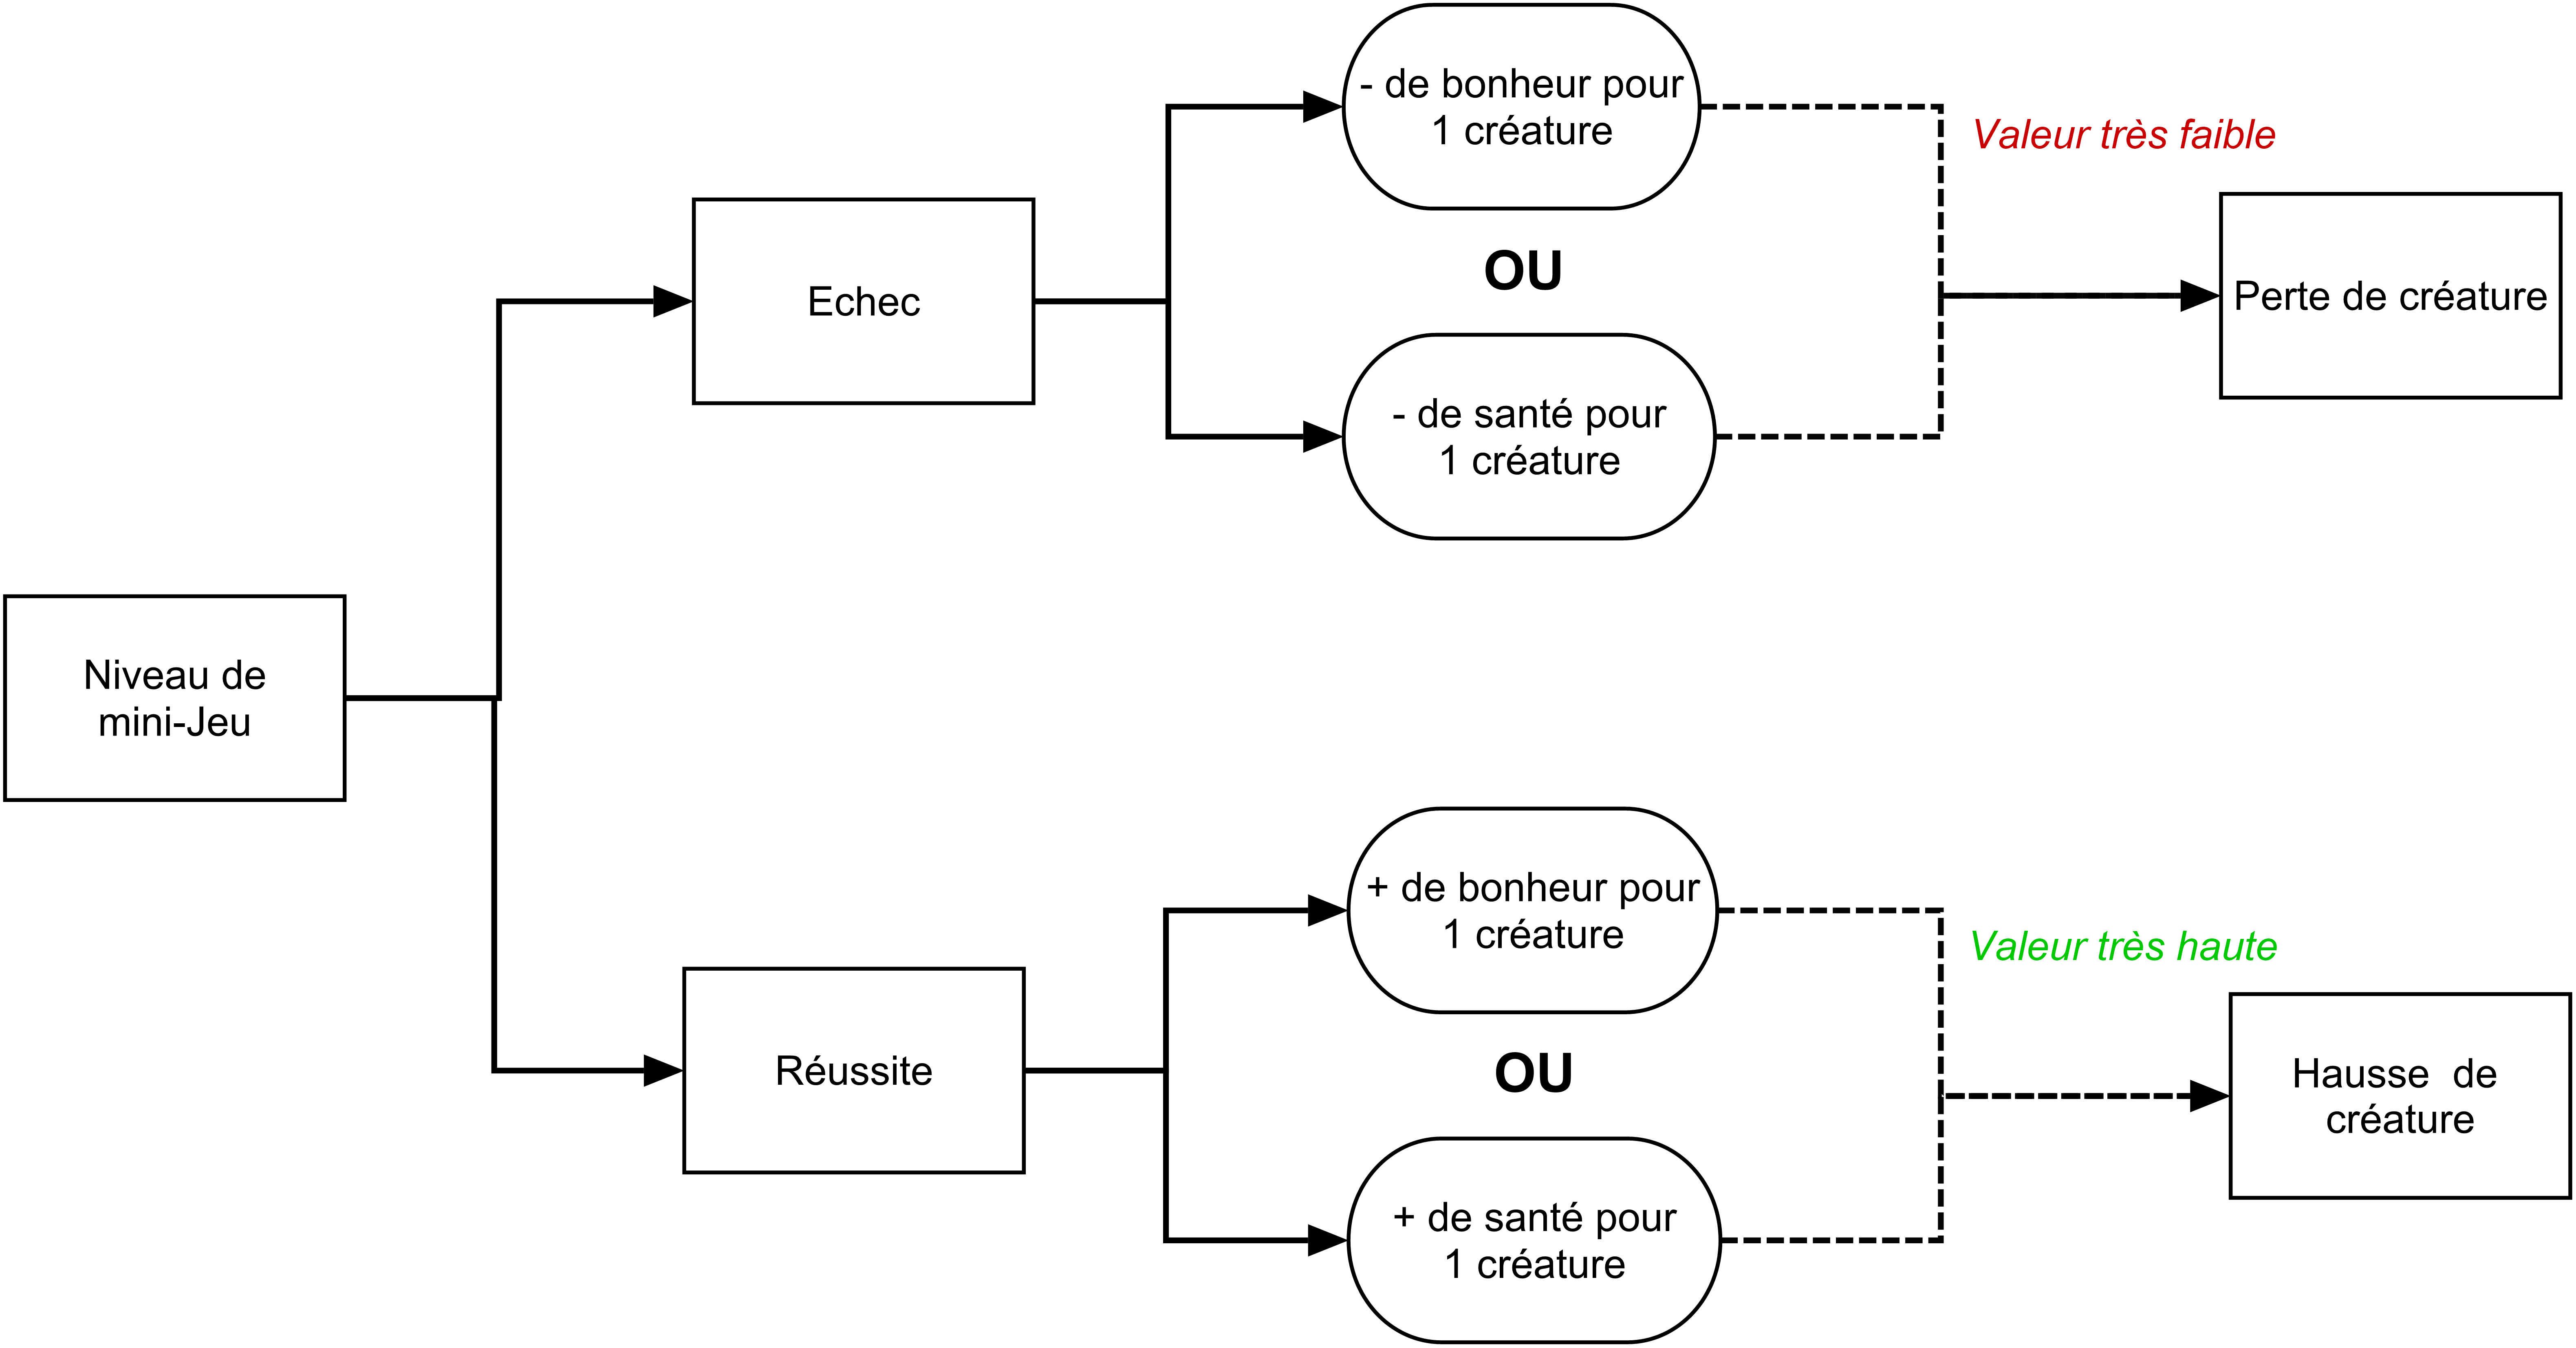 - de bonheur pour
1 créature
Valeur très faible
OU
Echec
Perte de créature
- de santé pour
1 créature
Niveau de
mini-Jeu
+ de bonheur pour
1 créature
Valeur très haute
OU
Réussite
Hausse  de
créature
+ de santé pour
1 créature